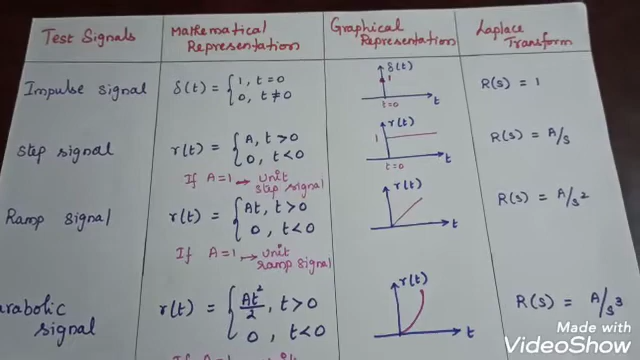 Test Signals
Mathematical Representation
Graphical Representation
Laplace Transform
Impulse signal
δ(t) = { 1, t = 0
0, t ≠ 0
δ(t)
1
t=0
t
R(s) = 1
step signal
r(t) = { A, t > 0
0, t < 0
If A=1 → unit step signal
r(t)
1
t=0
t
R(s) = A/s
Ramp signal
r(t) = { At, t > 0
0, t < 0
If A=1 → unit ramp signal
r(t)
t
R(s) = A/s²
arabolic signal
r(t) = { At²/2, t > 0
0, t < 0
r(t)
t
R(s) = A/s³
Made with
VideoShow